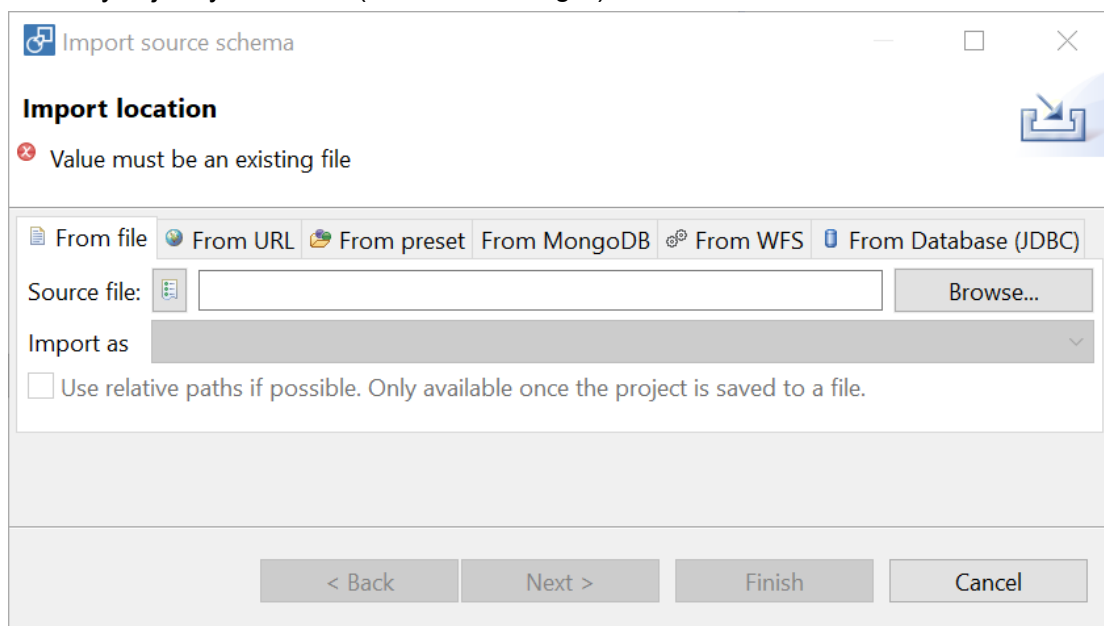 Import source schema
Import location
Value must be an existing file
From file From URL From preset From MongoDB From WFS From Database (JDBC)
Source file: Browse...
Import as
Use relative paths if possible. Only available once the project is saved to a file.
< Back Next > Finish Cancel